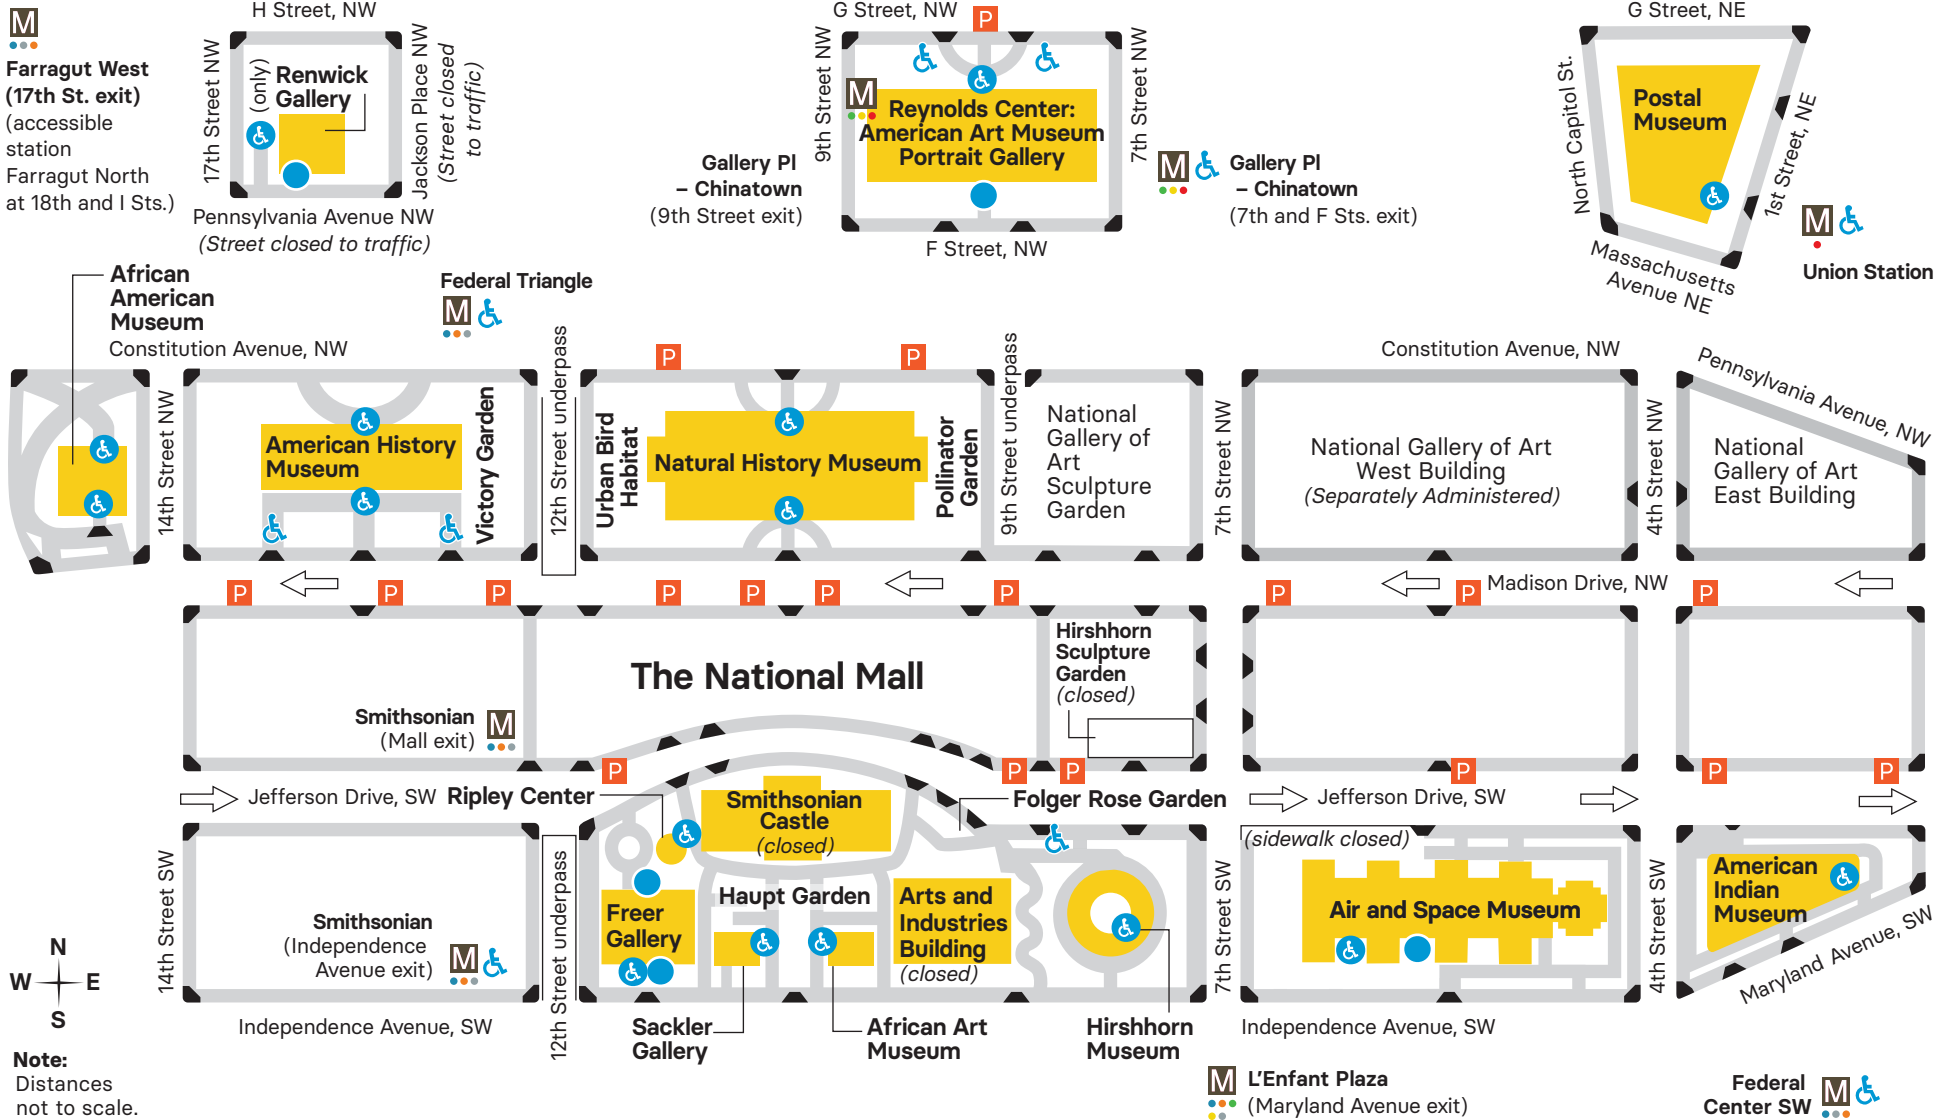 H Street, NW
G Street, NW
P
G Street, NE
M
Farragut West
(17th St. exit)
(accessible
station
Farragut North
at 18th and I Sts.)
17th Street NW
(only)
Renwick
Gallery
Jackson Place NW
(Street closed
to traffic)
Pennsylvania Avenue NW
(Street closed to traffic)
9th Street NW
M
Reynolds Center:
American Art Museum
Portrait Gallery
7th Street NW
Gallery Pl
– Chinatown
(9th Street exit)
M
Gallery Pl
– Chinatown
(7th and F Sts. exit)
F Street, NW
North Capitol St.
Postal
Museum
1st Street, NE
Massachusetts
Avenue NE
M
Union Station
African
American
Museum
Constitution Avenue, NW
Federal Triangle
M
P
P
Constitution Avenue, NW
Pennsylvania Avenue, NW
14th Street NW
American History
Museum
Victory Garden
12th Street underpass
Urban Bird
Habitat
Natural History Museum
Pollinator
Garden
9th Street underpass
National
Gallery of
Art
Sculpture
Garden
7th Street NW
National Gallery of Art
West Building
(Separately Administered)
4th Street NW
National
Gallery of Art
East Building
P
P
P
P
P
P
P
P
P
Madison Drive, NW
P
The National Mall
Hirshhorn
Sculpture
Garden
(closed)
Smithsonian
(Mall exit)
M
P
P
P
P
P
P
Jefferson Drive, SW
Ripley Center
Smithsonian
Castle
(closed)
Folger Rose Garden
Jefferson Drive, SW
14th Street SW
Smithsonian
(Independence
Avenue exit)
M
12th Street underpass
Freer
Gallery
Haupt Garden
Arts and
Industries
Building
(closed)
7th Street SW
(sidewalk closed)
Air and Space Museum
4th Street SW
American
Indian
Museum
Maryland Avenue, SW
N
W
E
S
Independence Avenue, SW
Sackler
Gallery
African Art
Museum
Hirshhorn
Museum
Independence Avenue, SW
Note:
Distances
not to scale.
M
L'Enfant Plaza
(Maryland Avenue exit)
Federal
Center SW
M